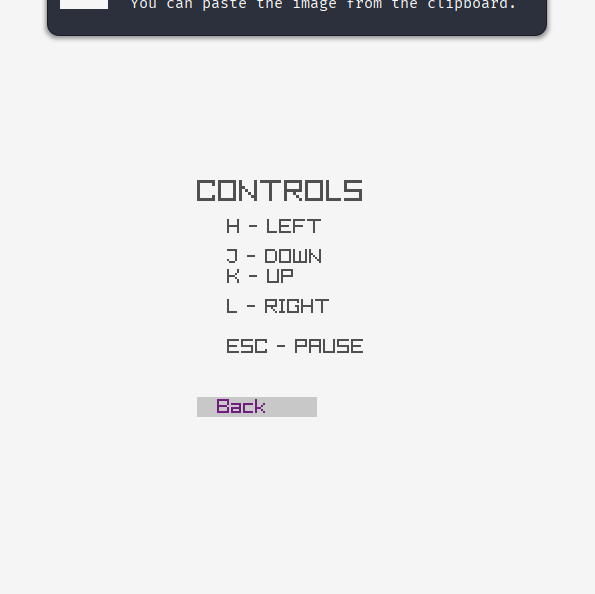 You can paste the image from the clipboard.
CONTROLS
H - LEFT
J - DOWN
K - UP
L - RIGHT
ESC - PAUSE
Back